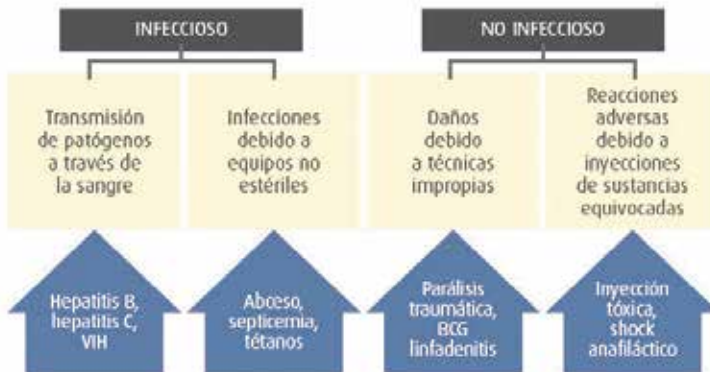 INFECCIOSO
NO INFECCIOSO
Transmisión
de patógenos
a través de
la sangre
Infecciones
debido a
equipos no
estériles
Daños
debido
a técnicas
impropias
Reacciones
adversas
debido a
inyecciones
de sustancias
equivocadas
Hepatitis B,
hepatitis C,
VIH
Abceso,
septicemia,
tétanos
Parálisis
traumática,
BCG
linfadenitis
Inyección
tóxica,
shock
anafiláctico